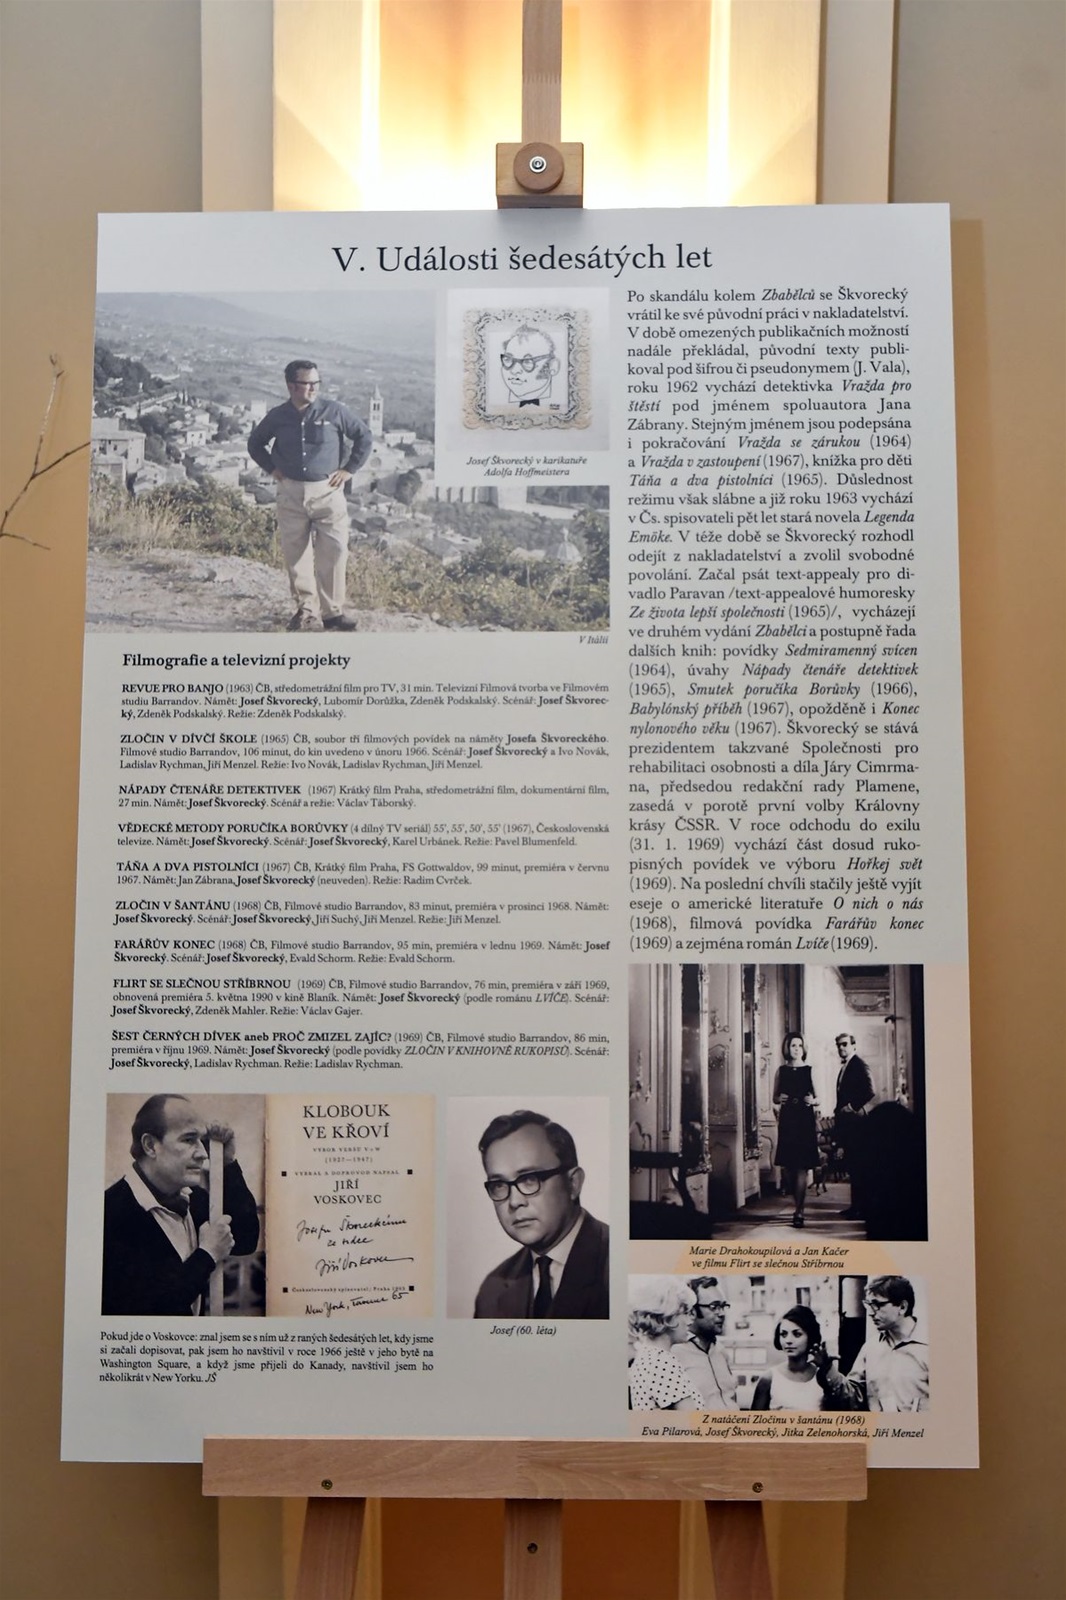 V. Události šedesátých let
Josef Škvorecký v karikatuře
Adolfa Hoffmeistera
V Itálii
Filmografie a televizní projekty
REVUE PRO BANJO (1963) ČB, středometrážní film pro TV, 31 min. Televizní Filmová tvorba ve Filmovém
studiu Barrandov. Námět: Josef Škvorecký, Lubomír Dorůžka, Zdeněk Podskalský. Scénář: Josef Škvorec-
ký, Zdeněk Podskalský. Režie: Zdeněk Podskalský.
ZLOČIN V DÍVČÍ ŠKOLE (1965) ČB, soubor tří filmových povídek na náměty Josefa Škvoreckého.
Filmové studio Barrandov, 106 minut, do kin uvedeno v únoru 1966. Scénář: Josef Škvorecký a Ivo Novák,
Ladislav Rychman, Jiří Menzel. Režie: Ivo Novák, Ladislav Rychman, Jiří Menzel.
NÁPADY ČTENÁŘE DETEKTIVEK (1967) Krátký film Praha, středometrážní film, dokumentární film,
27 min. Námět: Josef Škvorecký. Scénář a režie: Václav Táborský.
VĚDECKÉ METODY PORUČÍKA BORŮVKY (4 dílný TV seriál) 55', 55', 50', 55' (1967), Československá
televize. Námět: Josef Škvorecký. Scénář: Josef Škvorecký, Karel Urbánek. Režie: Pavel Blumenfeld.
TÁŇA A DVA PISTOLNÍCI (1967) ČB, Krátký film Praha, FS Gottwaldov, 99 minut, premiéra v červnu
1967. Námět: Jan Zábrana, Josef Škvorecký (neuveden). Režie: Radim Cvrček.
ZLOČIN V ŠANTÁNU (1968) ČB, Filmové studio Barrandov, 83 minut, premiéra v prosinci 1968. Námět:
Josef Škvorecký. Scénář: Josef Škvorecký, Jiří Suchý, Jiří Menzel. Režie: Jiří Menzel.
FARÁŘŮV KONEC (1968) ČB, Filmové studio Barrandov, 95 min, premiéra v lednu 1969. Námět: Josef
Škvorecký. Scénář: Josef Škvorecký, Evald Schorm. Režie: Evald Schorm.
FLIRT SE SLEČNOU STŘÍBRNOU (1969) ČB, Filmové studio Barrandov, 76 min, premiéra v září 1969,
obnovená premiéra 5. května 1990 v kině Blaník. Námět: Josef Škvorecký (podle románu LVÍČE). Scénář:
Josef Škvorecký, Zdeněk Mahler. Režie: Václav Gajer.
ŠEST ČERNÝCH DÍVEK aneb PROČ ZMIZEL ZAJÍC? (1969) ČB, Filmové studio Barrandov, 86 min,
premiéra v říjnu 1969. Námět: Josef Škvorecký (podle povídky ZLOČIN V KNIHOVNĚ RUKOPISŮ). Scénář:
Josef Škvorecký, Ladislav Rychman. Režie: Ladislav Rychman.
KLOBOUK
VE KŘOVÍ
VÝBOR VERŠŮ V+W
(1927–1947)
VYBRAL A DOPROVOD NAPSAL
JIŘÍ
VOSKOVEC
Josefu Škvoreckému
ze srdce
Jiří Voskovec
Československý spisovatel, Praha 1965
New York, 65
Pokud jde o Voskovce: znal jsem se s ním už z raných šedesátých let, kdy jsme
si začali dopisovat, pak jsem ho navštívil v roce 1966 ještě v jeho bytě na
Washington Square, a když jsme přijeli do Kanady, navštívil jsem ho
několikrát v New Yorku. JŠ
Josef (60. léta)
Po skandálu kolem Zbabělců se Škvorecký
vrátil ke své původní práci v nakladatelství.
V době omezených publikačních možností
nadále překládal, původní texty publi-
koval pod šifrou či pseudonymem (J. Vala),
roku 1962 vychází detektivka Vražda pro
štěstí pod jménem spoluautora Jana
Zábrany. Stejným jménem jsou podepsána
i pokračování Vražda se zárukou (1964)
a Vražda v zastoupení (1967), knížka pro děti
Táňa a dva pistolníci (1965). Důslednost
režimu však slábne a již roku 1963 vychází
v Čs. spisovateli pět let stará novela Legenda
Emöke. V téže době se Škvorecký rozhodl
odejít z nakladatelství a zvolil svobodné
povolání. Začal psát text-appealy pro di-
vadlo Paravan /text-appealové humoresky
Ze života lepší společnosti (1965)/, vycházejí
ve druhém vydání Zbabělci a postupně řada
dalších knih: povídky Sedmiramenný svícen
(1964), úvahy Nápady čtenáře detektivek
(1965), Smutek poručíka Borůvky (1966),
Babylónský příběh (1967), opožděně i Konec
nylonového věku (1967). Škvorecký se stává
prezidentem takzvané Společnosti pro
rehabilitaci osobnosti a díla Járy Cimrma-
na, předsedou redakční rady Plamene,
zasedá v porotě první volby Královny
krásy ČSSR. V roce odchodu do exilu
(31. 1. 1969) vychází část dosud ruko-
pisných povídek ve výboru Hořkej svět
(1969). Na poslední chvíli stačily ještě vyjít
eseje o americké literatuře O nich o nás
(1968), filmová povídka Farářův konec
(1969) a zejména román Lvíče (1969).
Marie Drahokoupilová a Jan Kačer
ve filmu Flirt se slečnou Stříbrnou
Z natáčení Zločinu v šantánu (1968)
Eva Pilarová, Josef Škvorecký, Jitka Zelenohorská, Jiří Menzel